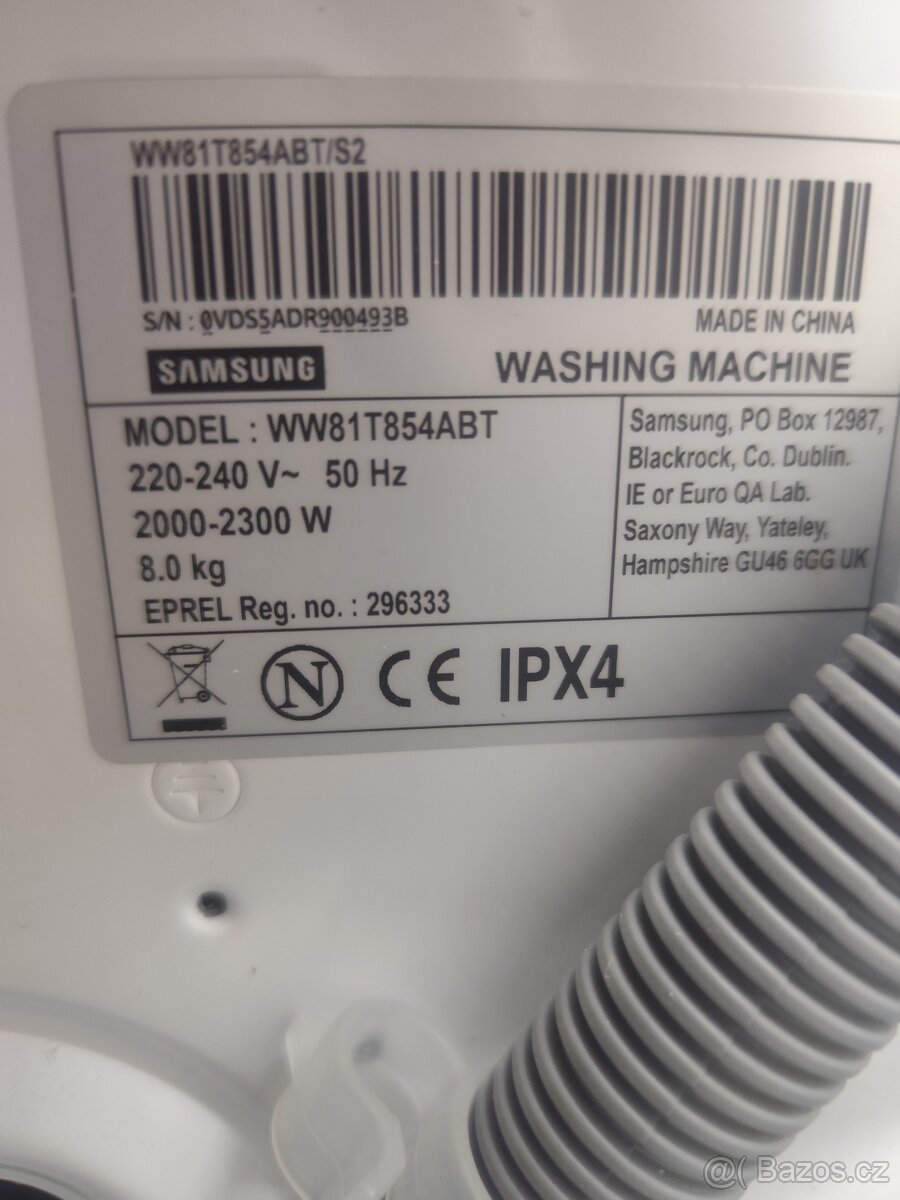 WW81T854ABT/S2
S/N : 0VDS5ADR900493B
MADE IN CHINA
SAMSUNG
WASHING MACHINE
MODEL : WW81T854ABT
220-240 V~ 50 Hz
2000-2300 W
8.0 kg
EPREL Reg. no. : 296333
Samsung, PO Box 12987,
Blackrock, Co. Dublin.
IE or Euro QA Lab.
Saxony Way, Yateley,
Hampshire GU46 6GG UK
N CE IPX4
@( Bazos.cz